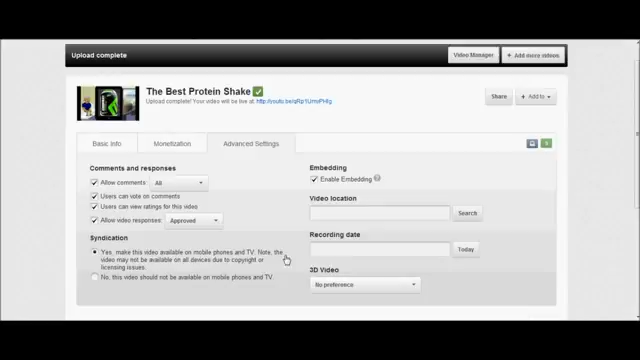 Upload complete
Video Manager
+ Add more videos
The Best Protein Shake
Upload complete! Your video will be live at:
Share
+ Add to
Basic info
Monetization
Advanced Settings
Comments and responses
Allow comments: All
Users can vote on comments
Users can view ratings for this video
Allow video responses: Approved
Syndication
Yes, make this video available on mobile phones and TV. Note, the
video may not be available on all devices due to copyright or
licensing issues.
No, this video should not be available on mobile phones and TV.
Embedding
Enable Embedding
Video location
Search
Recording date
Today
3D Video
No preference